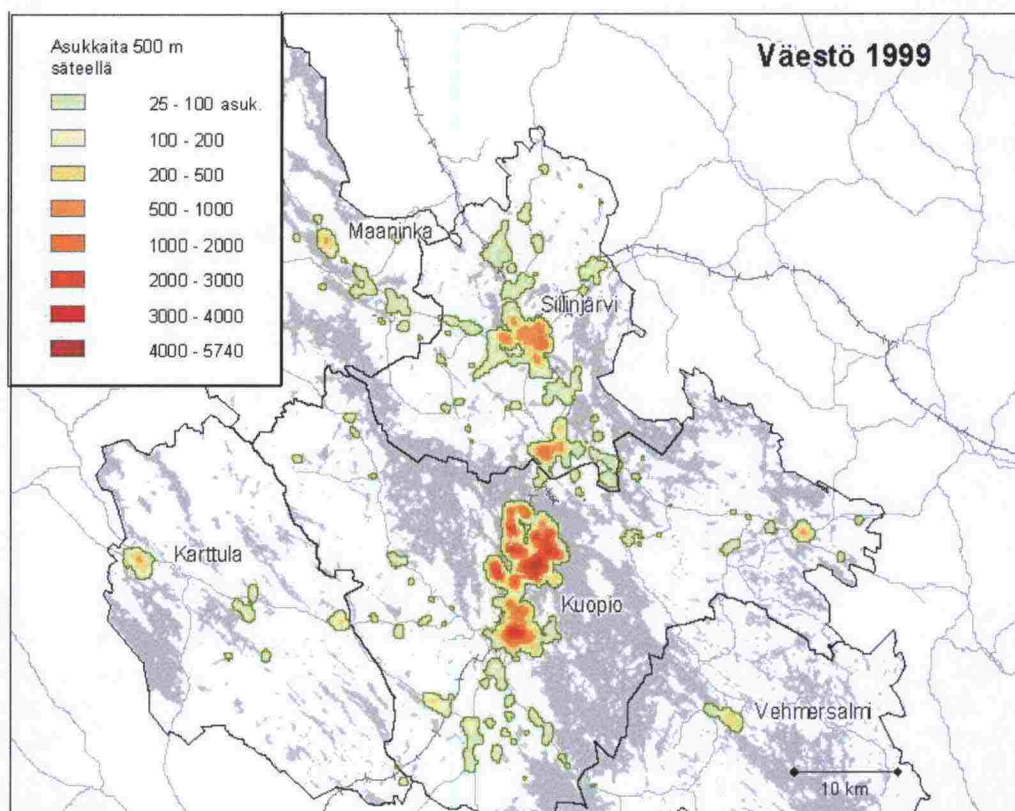 Asukkaita 500 m
säteellä
25 - 100 asuk.
100 - 200
200 - 500
500 - 1000
1000 - 2000
2000 - 3000
3000 - 4000
4000 - 5740
Väestö 1999
Maaninka
Siilinjärvi
Karttula
Kuopio
Vehmersalmi
10 km